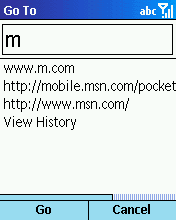 Go To abc
m
www.m.com
http://mobile.msn.com/pocket
http://www.msn.com/
View History
Go Cancel